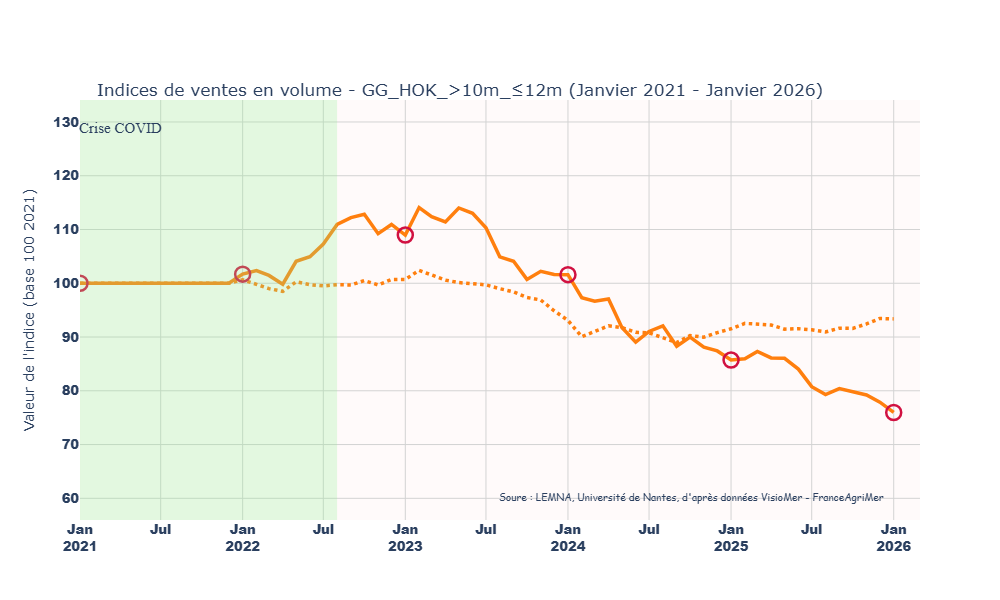 Indices de ventes en volume - GG_HOK_>10m_≤12m (Janvier 2021 - Janvier 2026)
Crise COVID
Valeur de l'indice (base 100 2021)
130
120
110
100
90
80
70
60
Soure : LEMNA, Université de Nantes, d'après données VisioMer - FranceAgriMer
Jan Jul Jan Jul Jan Jul Jan Jul Jan Jul Jan
2021 2022 2023 2024 2025 2026